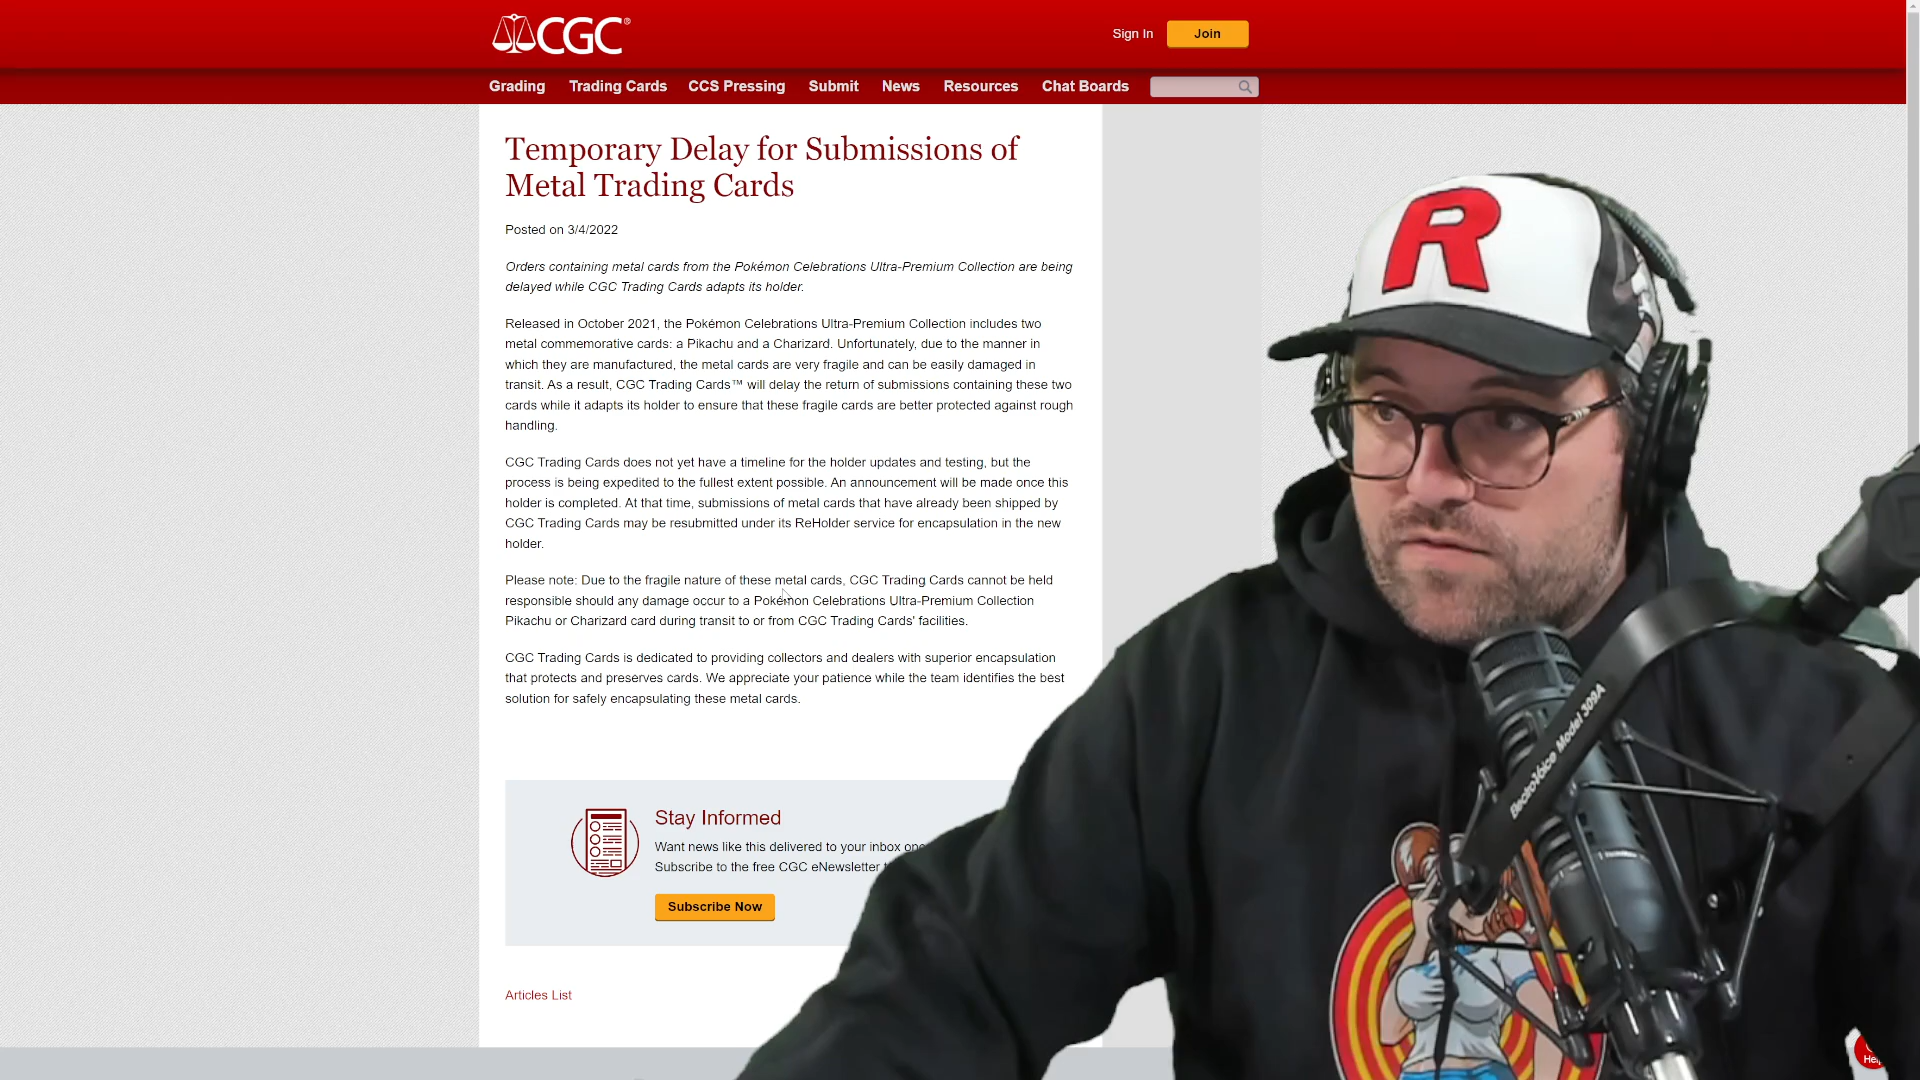 CGC®
Sign In
Join
Grading
Trading Cards
CCS Pressing
Submit
News
Resources
Chat Boards
Temporary Delay for Submissions of
Metal Trading Cards
Posted on 3/4/2022
Orders containing metal cards from the Pokémon Celebrations Ultra-Premium Collection are being
delayed while CGC Trading Cards adapts its holder.
Released in October 2021, the Pokémon Celebrations Ultra-Premium Collection includes two
metal commemorative cards: a Pikachu and a Charizard. Unfortunately, due to the manner in
which they are manufactured, the metal cards are very fragile and can be easily damaged in
transit. As a result, CGC Trading Cards™ will delay the return of submissions containing these two
cards while it adapts its holder to ensure that these fragile cards are better protected against rough
handling.
CGC Trading Cards does not yet have a timeline for the holder updates and testing, but the
process is being expedited to the fullest extent possible. An announcement will be made once this
holder is completed. At that time, submissions of metal cards that have already been shipped by
CGC Trading Cards may be resubmitted under its ReHolder service for encapsulation in the new
holder.
Please note: Due to the fragile nature of these metal cards, CGC Trading Cards cannot be held
responsible should any damage occur to a Pokémon Celebrations Ultra-Premium Collection
Pikachu or Charizard card during transit to or from CGC Trading Cards' facilities.
CGC Trading Cards is dedicated to providing collectors and dealers with superior encapsulation
that protects and preserves cards. We appreciate your patience while the team identifies the best
solution for safely encapsulating these metal cards.
Stay Informed
Want news like this delivered to your inbox
Subscribe to the free CGC eNewsletter
Subscribe Now
Articles List
R
Electro Voice Model 309A